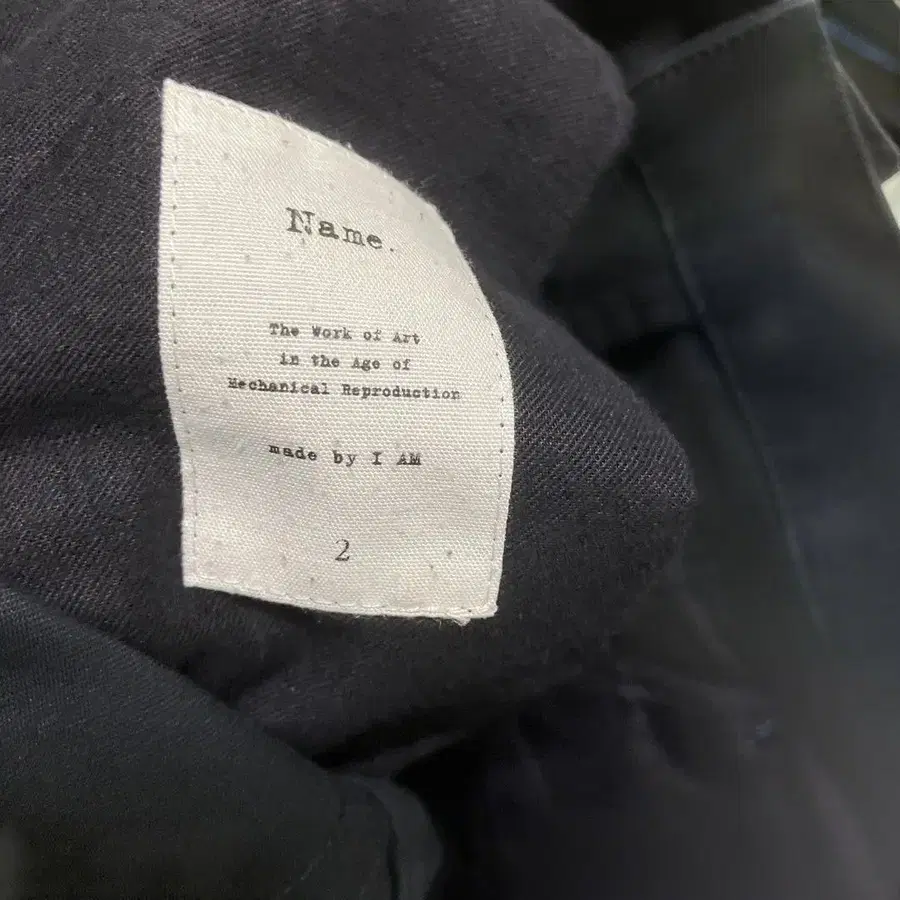 Name.
The Work of Art
in the Age of
Mechanical Reproduction
made by I AM
2